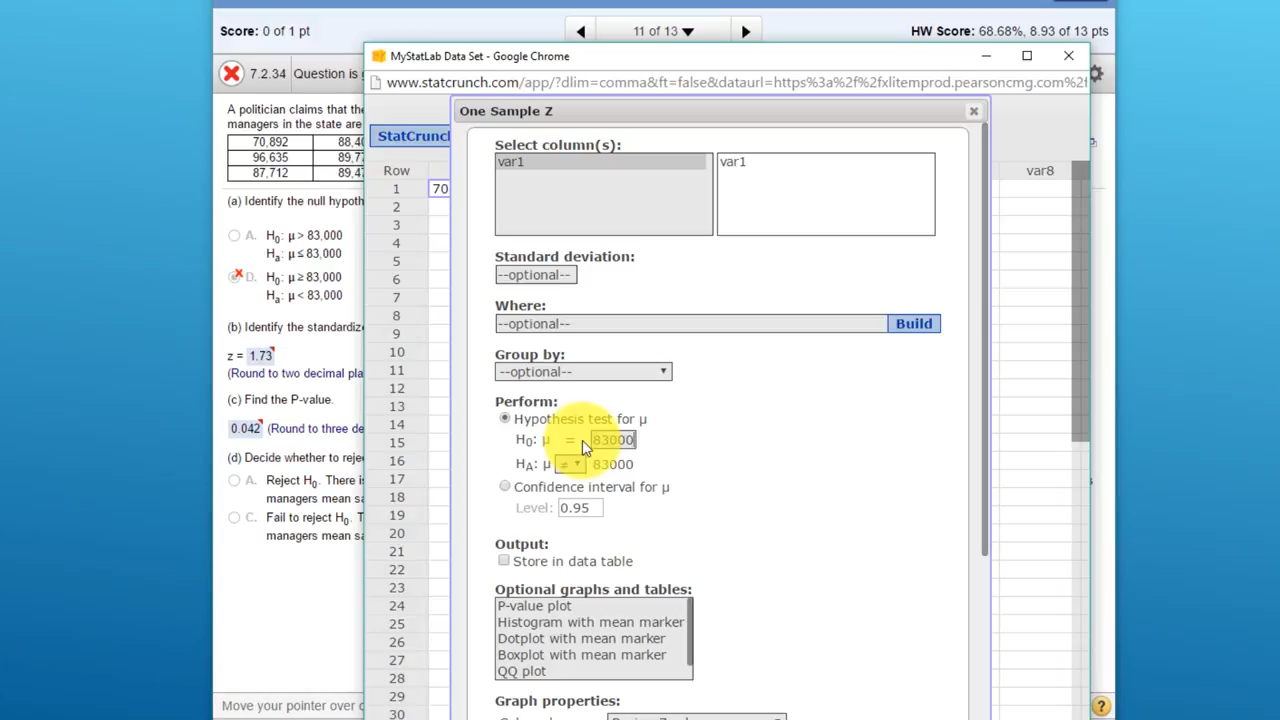 Score: 0 of 1 pt
11 of 13
HW Score: 68.68%, 8.93 of 13 pts
MyStatLab Data Set - Google Chrome
www.statcrunch.com/app/?dlim=comma&ft=false&dataurl=https%3a%2f%2fxlitemprod.pearsoncmg.com%2
7.2.34
Question is
A politician claims that the
managers in the state are
70,892
96,635
87,712
(a) Identify the null hypoth
A.
H0: μ > 83,000
Ha: μ ≤ 83,000
D.
H0: μ ≥ 83,000
Ha: μ < 83,000
(b) Identify the standardiz
z = 1.73
(Round to two decimal pla
(c) Find the P-value.
0.042 (Round to three de
(d) Decide whether to reje
A. Reject H0. There is
managers mean sa
C. Fail to reject H0. T
managers mean sa
Move your pointer over
StatCrunch
Row
var8
1 70
2
3
4
5
6
7
8
9
10
11
12
13
14
15
16
17
18
19
20
21
22
23
24
25
26
27
28
29
30
One Sample Z
Select column(s):
var1
var1
Standard deviation:
--optional--
Where:
--optional--
Build
Group by:
--optional--
Perform:
Hypothesis test for μ
H0: μ = 83000
HA: μ ≠ 83000
Confidence interval for μ
Level: 0.95
Output:
Store in data table
Optional graphs and tables:
P-value plot
Histogram with mean marker
Dotplot with mean marker
Boxplot with mean marker
QQ plot
Graph properties:
?